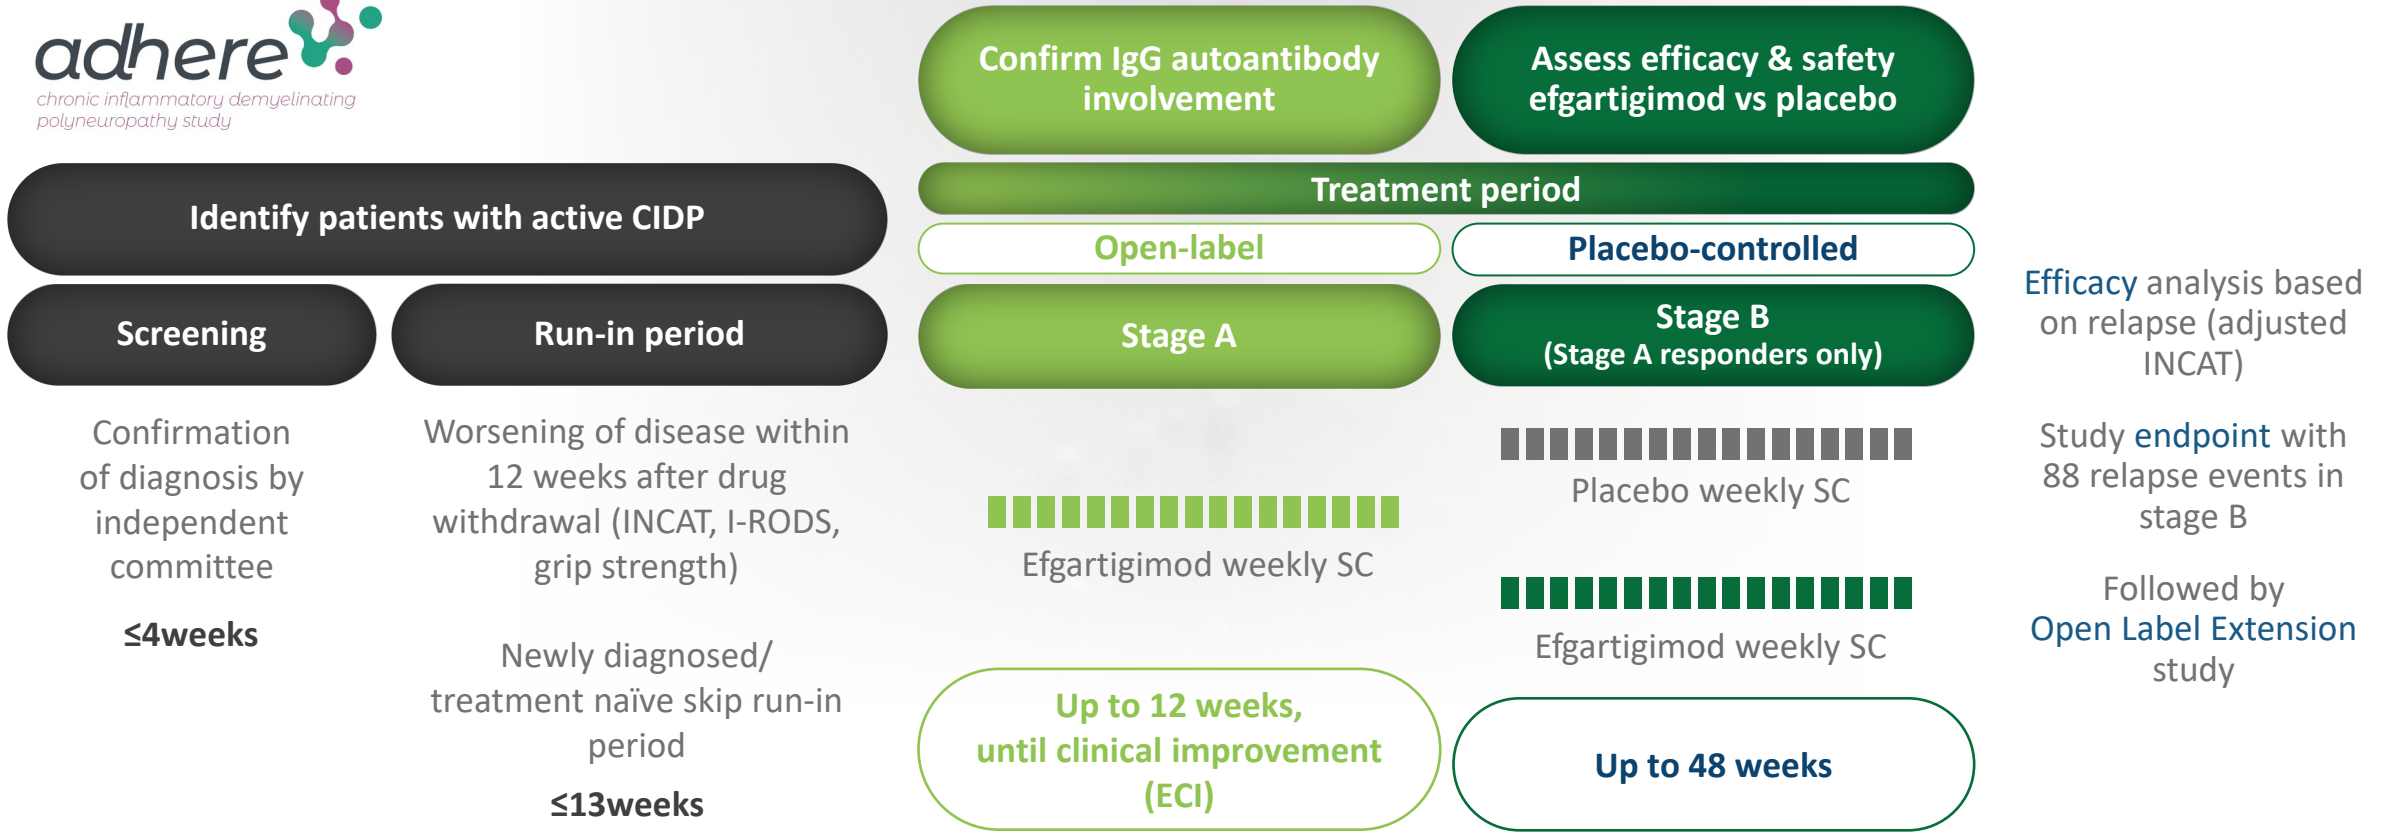 adhere
chronic inflammatory demyelinating
polyneuropathy study
Identify patients with active CIDP
Screening
Confirmation
of diagnosis by
independent
committee
≤4weeks
Run-in period
Worsening of disease within
12 weeks after drug
withdrawal (INCAT, I-RODS,
grip strength)
Newly diagnosed/
treatment naïve skip run-in
period
≤13weeks
Confirm IgG autoantibody
involvement
Assess efficacy & safety
efgartigimod vs placebo
Treatment period
Open-label
Placebo-controlled
Stage A
Efgartigimod weekly SC
Up to 12 weeks,
until clinical improvement
(ECI)
Stage B
(Stage A responders only)
Placebo weekly SC
Efgartigimod weekly SC
Up to 48 weeks
Efficacy analysis based
on relapse (adjusted
INCAT)
Study endpoint with
88 relapse events in
stage B
Followed by
Open Label Extension
study